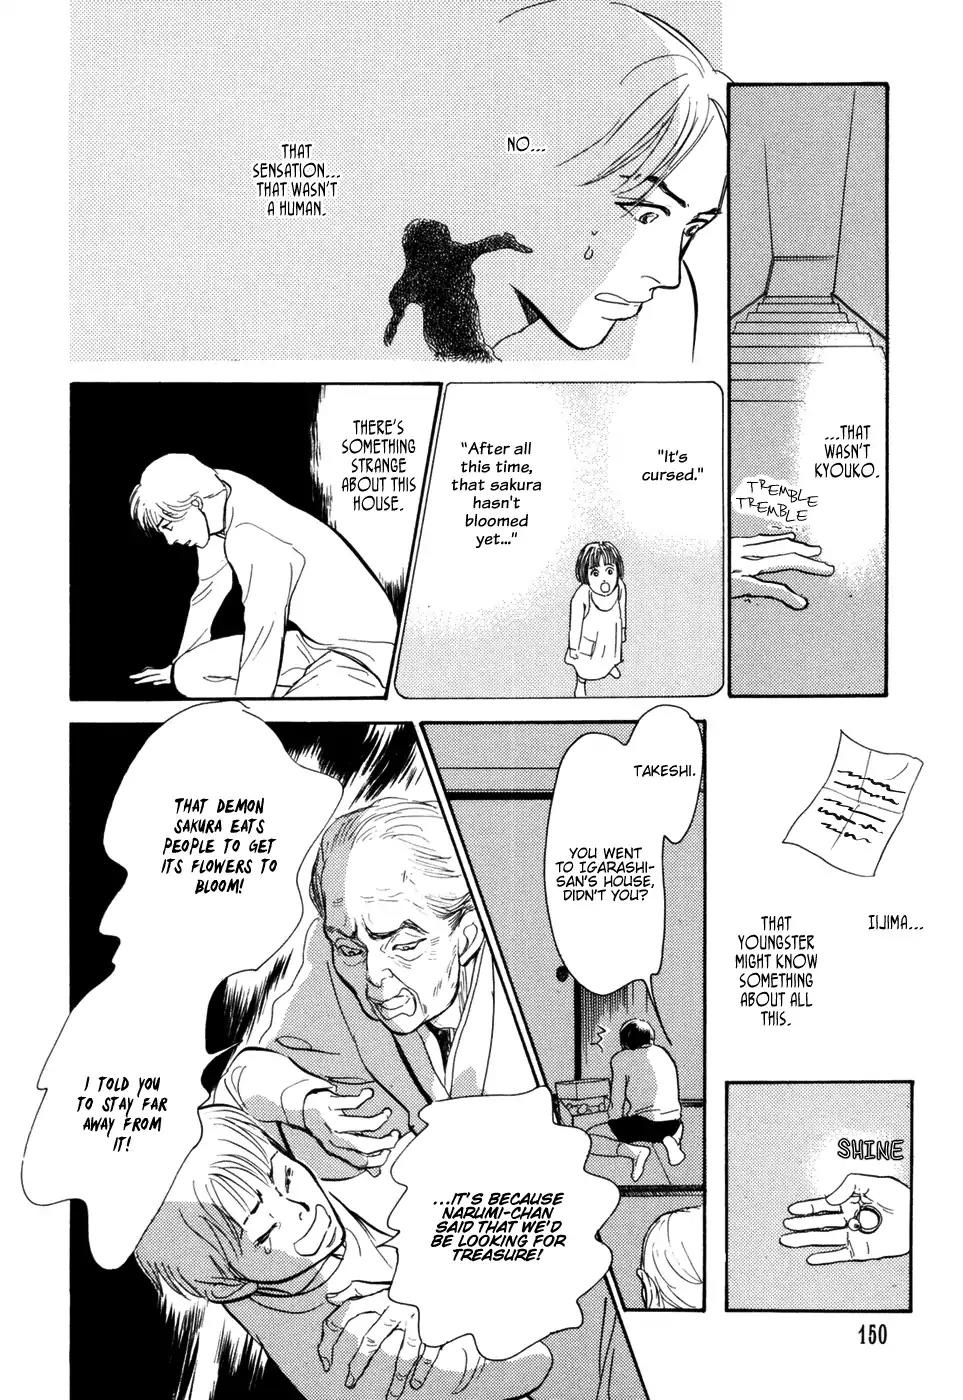 ...THAT
WASN'T
KYOUKO.
TREMBLE
TREMBLE
NO...
THAT
SENSATION...
THAT WASN'T
A HUMAN.
"It's
cursed."
"After all
this time,
that sakura
hasn't
bloomed
yet..."
THERE'S
SOMETHING
STRANGE
ABOUT THIS
HOUSE.
IIJIMA...
THAT
YOUNGSTER
MIGHT KNOW
SOMETHING
ABOUT ALL
THIS.
SHINE
TAKESHI.
YOU WENT
TO IGARASHI-
SAN'S HOUSE,
DIDN'T YOU?
THAT DEMON
SAKURA EATS
PEOPLE TO GET
ITS FLOWERS TO
BLOOM!
I TOLD YOU
TO STAY FAR
AWAY FROM
IT!
...IT'S BECAUSE
NARUMI-CHAN
SAID THAT WE'D
BE LOOKING FOR
TREASURE!
150